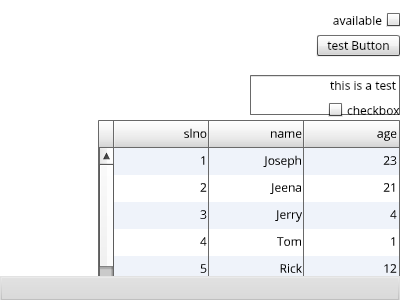 available
test Button
this is a test
checkbox
slno name age
1 Joseph 23
2 Jeena 21
3 Jerry 4
4 Tom 1
5 Rick 12